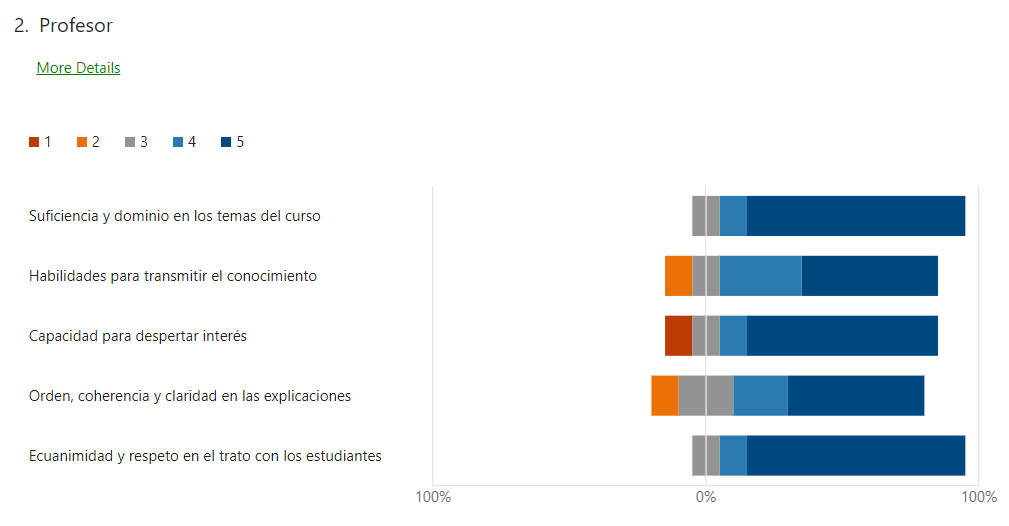 2. Profesor
More Details
1 2 3 4 5
Suficiencia y dominio en los temas del curso
Habilidades para transmitir el conocimiento
Capacidad para despertar interés
Orden, coherencia y claridad en las explicaciones
Ecuanimidad y respeto en el trato con los estudiantes
100% 0% 100%